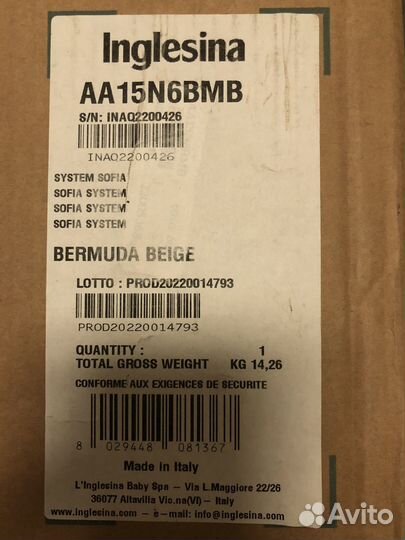 Inglesina
AA15N6BMB
S/N: INAQ2200426
INAQ2200426
SYSTEM SOFIA
SOFIA SYSTEM
SOFIA SYSTEM
SOFIA SYSTEM
BERMUDA BEIGE
LOTTO : PROD20220014793
PROD20220014793
QUANTITY : 1
TOTAL GROSS WEIGHT KG 14,26
CONFORME AUX EXIGENCES DE SECURITE
8 029448 081367
Made in Italy
L'Inglesina Baby Spa - Via L.Maggiore 22/26
36077 Altavilla Vic.na(VI)- Italy
www.inglesina.com - e-mail: info@inglesina.com
Avito